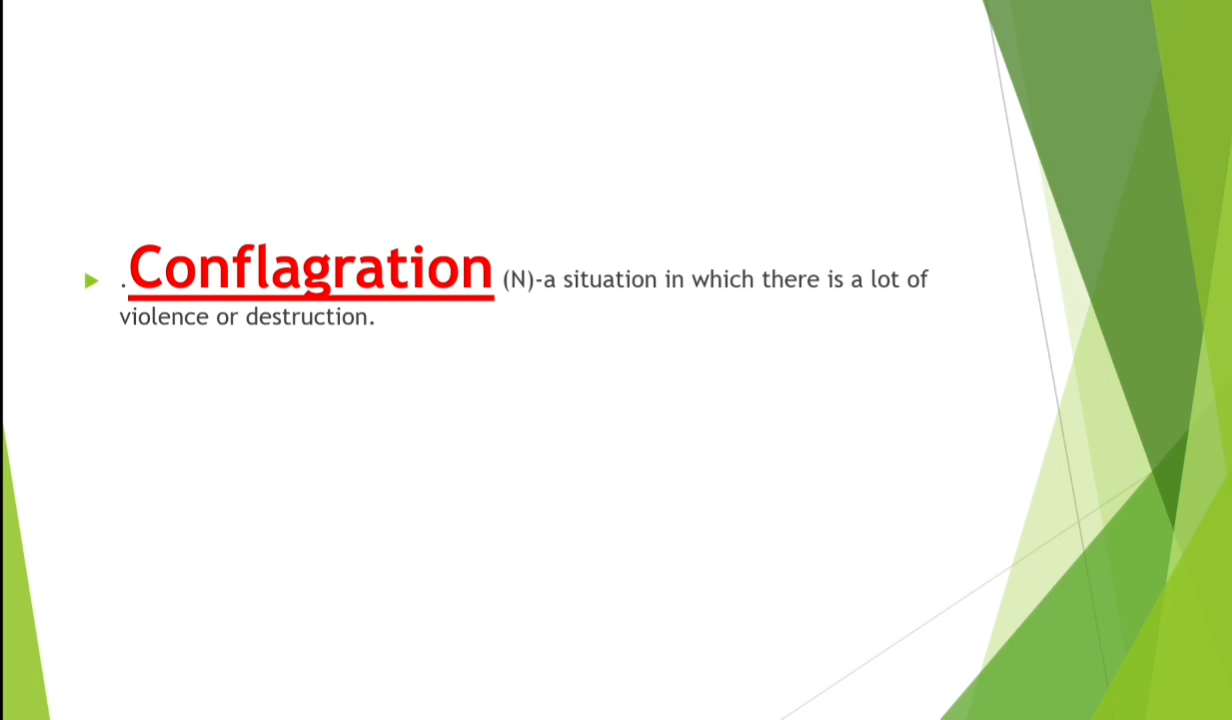 .Conflagration (N)-a situation in which there is a lot of
violence or destruction.